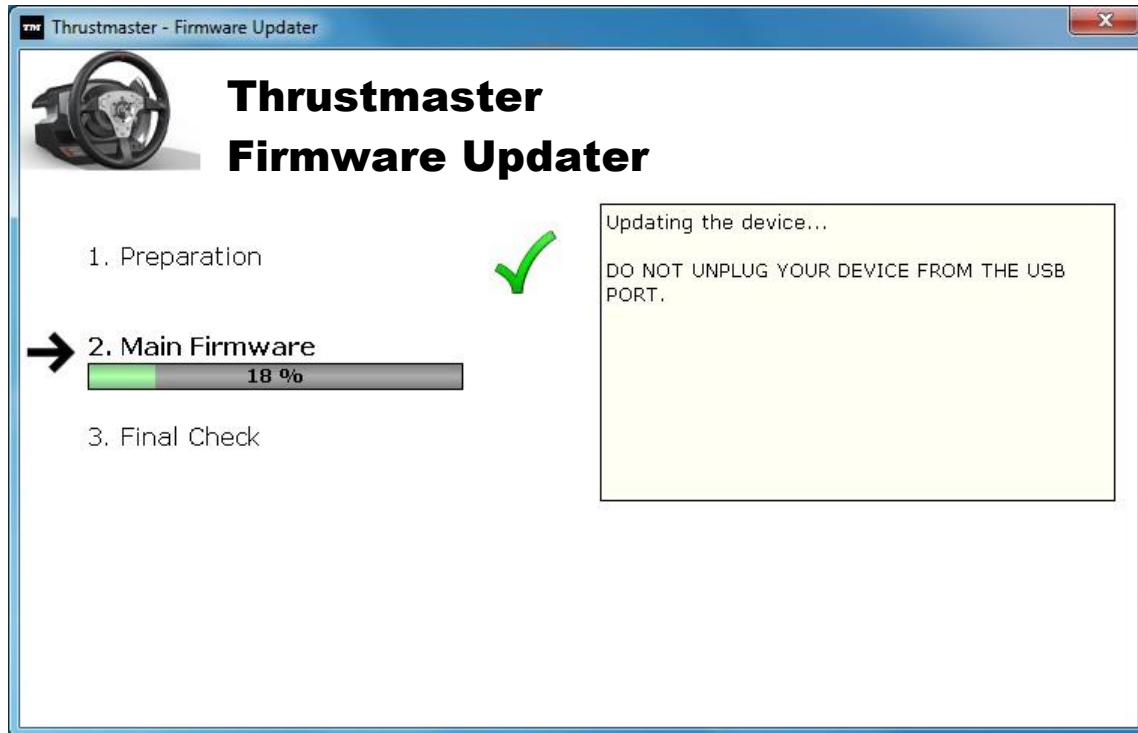 Thrustmaster - Firmware Updater
Thrustmaster
Firmware Updater
1. Preparation
2. Main Firmware
18 %
3. Final Check
Updating the device...
DO NOT UNPLUG YOUR DEVICE FROM THE USB
PORT.